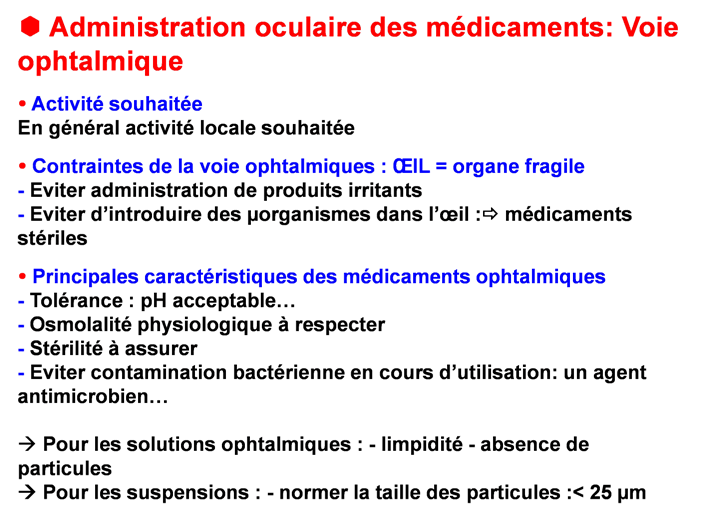 ⬢ Administration oculaire des médicaments: Voie
ophtalmique
• Activité souhaitée
En général activité locale souhaitée
• Contraintes de la voie ophtalmiques : ŒIL = organe fragile
- Eviter administration de produits irritants
- Eviter d’introduire des µorganismes dans l’œil :⇨ médicaments
stériles
• Principales caractéristiques des médicaments ophtalmiques
- Tolérance : pH acceptable…
- Osmolalité physiologique à respecter
- Stérilité à assurer
- Eviter contamination bactérienne en cours d’utilisation: un agent
antimicrobien…
→ Pour les solutions ophtalmiques : - limpidité - absence de
particules
→ Pour les suspensions : - normer la taille des particules :< 25 µm